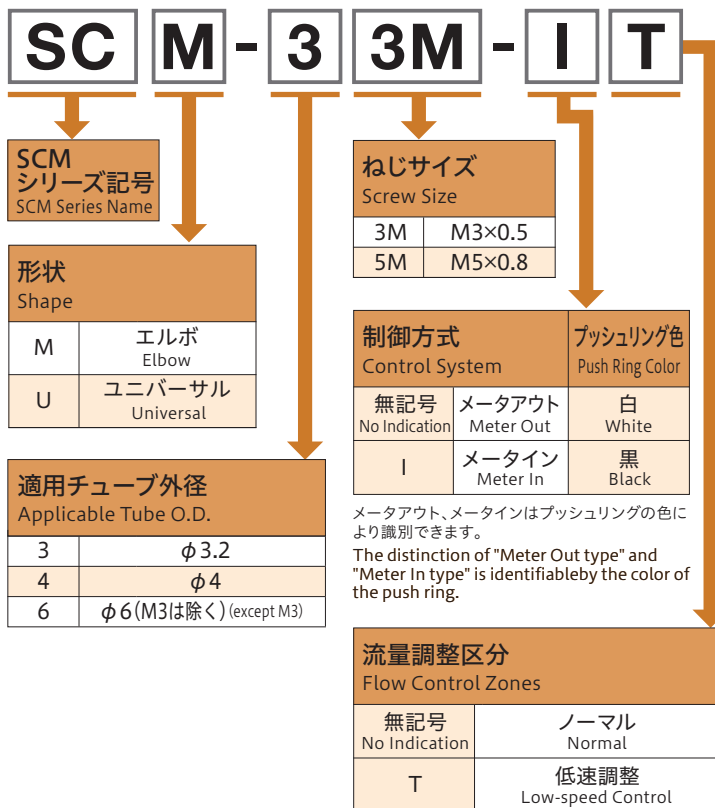 SC M - 3 3M - I T
SCM
シリーズ記号
SCM Series Name
形状
Shape
M エルボ
Elbow
U ユニバーサル
Universal
適用チューブ外径
Applicable Tube O.D.
3 φ3.2
4 φ4
6 φ6(M3は除く)(except M3)
ねじサイズ
Screw Size
3M M3×0.5
5M M5×0.8
制御方式 プッシュリング色
Control System Push Ring Color
無記号 メータアウト 白
No Indication Meter Out White
I メータイン 黒
Meter In Black
メータアウト、メータインはプッシュリングの色に
より識別できます。
The distinction of "Meter Out type" and
"Meter In type" is identifiableby the color of
the push ring.
流量調整区分
Flow Control Zones
無記号 ノーマル
No Indication Normal
T 低速調整
Low-speed Control